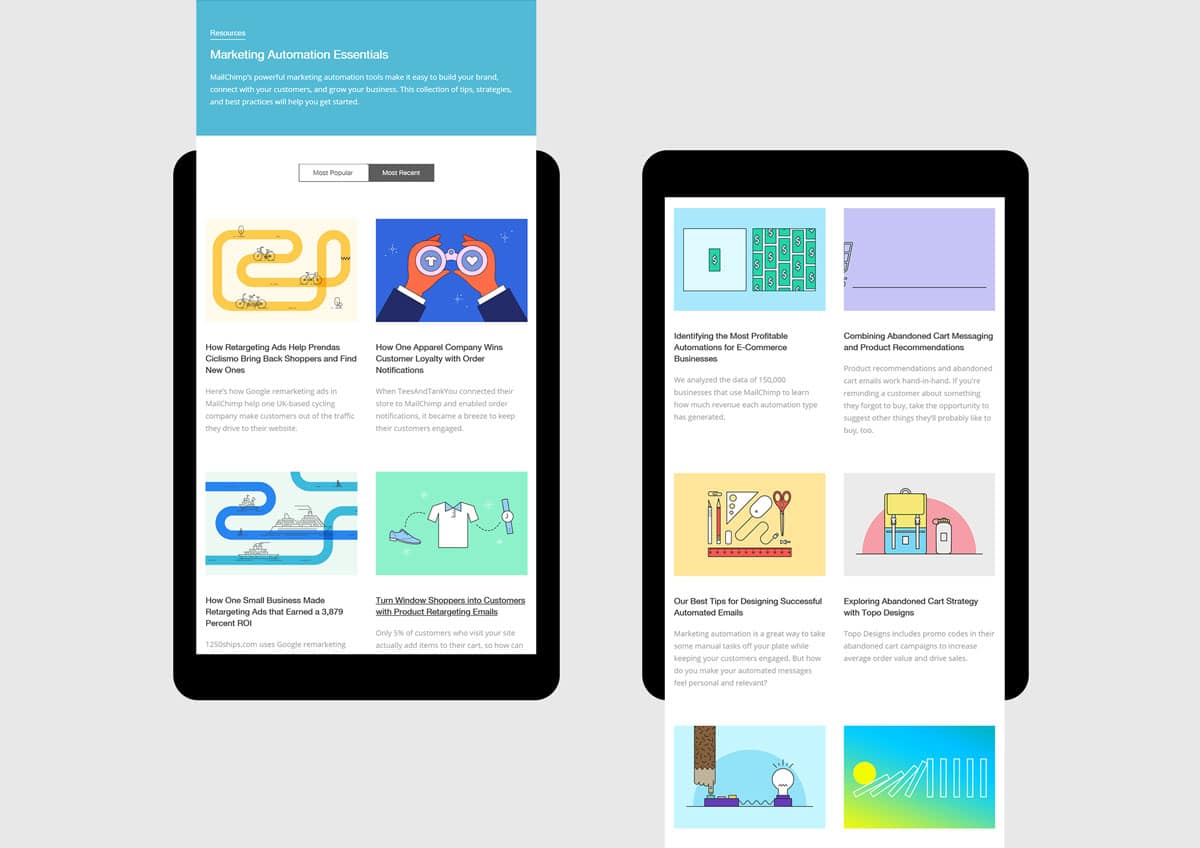 Resources
Marketing Automation Essentials
MailChimp's powerful marketing automation tools make it easy to build your brand,
connect with your customers, and grow your business. This collection of tips, strategies,
and best practices will help you get started.
Most Popular
Most Recent
How Retargeting Ads Help Prendas
Ciclismo Bring Back Shoppers and Find
New Ones
Here's how Google remarketing ads in
MailChimp help one UK-based cycling
company make customers out of the traffic
they drive to their website.
How One Apparel Company Wins
Customer Loyalty with Order
Notifications
When TeesAndTankYou connected their
store to MailChimp and enabled order
notifications, it became a breeze to keep
their customers engaged.
How One Small Business Made
Retargeting Ads that Earned a 3,879
Percent ROI
1250ships.com uses Google remarketing
Turn Window Shoppers into Customers
with Product Retargeting Emails
Only 5% of customers who visit your site
actually add items to their cart, so how can
Identifying the Most Profitable
Automations for E-Commerce
Businesses
We analyzed the data of 150,000
businesses that use MailChimp to learn
how much revenue each automation type
has generated.
Combining Abandoned Cart Messaging
and Product Recommendations
Product recommendations and abandoned
cart emails work hand-in-hand. If you're
reminding a customer about something
they forgot to buy, take the opportunity to
suggest other things they'll probably like to
buy, too.
Our Best Tips for Designing Successful
Automated Emails
Marketing automation is a great way to take
some manual tasks off your plate while
keeping your customers engaged. But how
do you make your automated messages
feel personal and relevant?
Exploring Abandoned Cart Strategy
with Topo Designs
Topo Designs includes promo codes in their
abandoned cart campaigns to increase
average order value and drive sales.